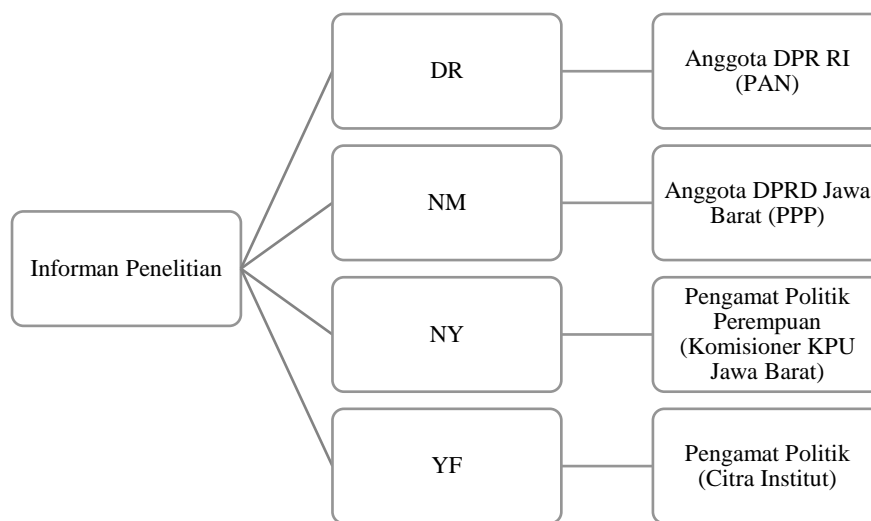 Informan Penelitian
DR
Anggota DPR RI
(PAN)
NM
Anggota DPRD Jawa
Barat (PPP)
NY
Pengamat Politik
Perempuan
(Komisioner KPU
Jawa Barat)
YF
Pengamat Politik
(Citra Institut)